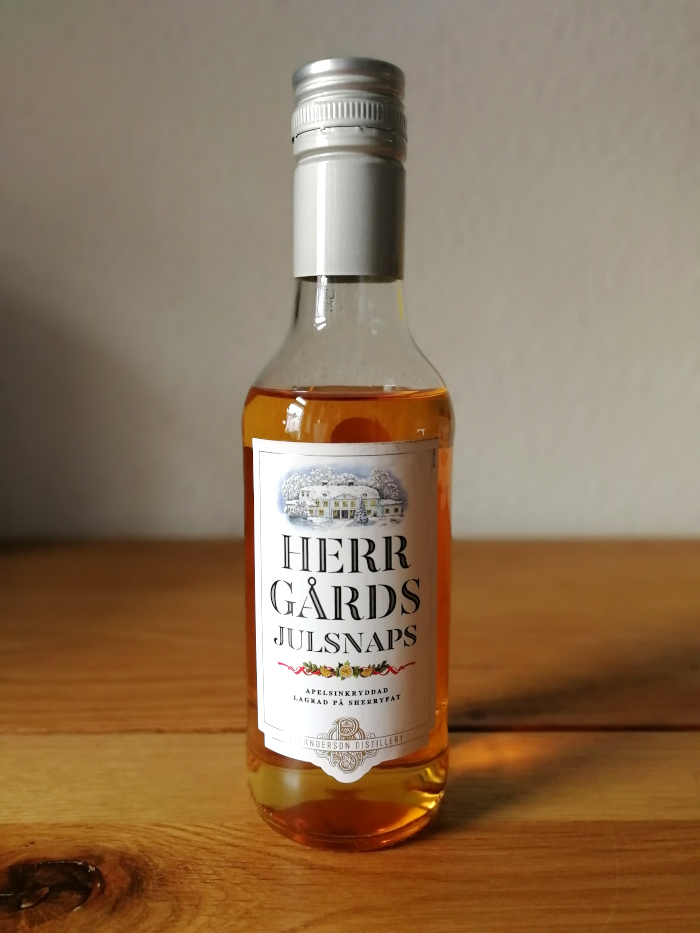 HERR
GÅRDS
JULSNAPS
APELSINKRYDDAD
LAGRAD PÅ SHERRYFAT
ANDERSON DISTILLERY